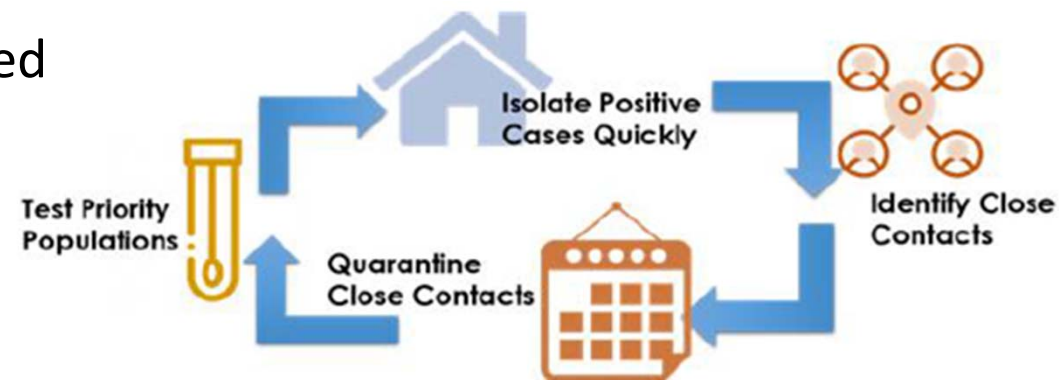 ed
Isolate Positive
Cases Quickly
Test Priority
Populations
Identify Close
Contacts
Quarantine
Close Contacts